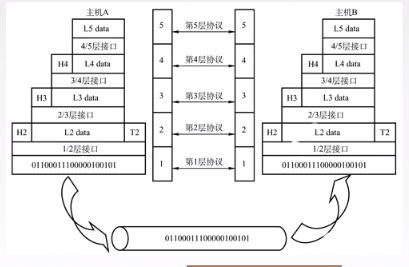 主机A
主机B
L5 data
5
第5层协议
5
L5 data
4/5层接口
4/5层接口
H4
L4 data
4
第4层协议
4
H4
L4 data
3/4层接口
3/4层接口
H3
L3 data
3
第3层协议
3
H3
L3 data
2/3层接口
2/3层接口
H2
L2 data
T2
2
第2层协议
2
H2
L2 data
T2
1/2层接口
1/2层接口
01100011100000100101
1
第1层协议
1
01100011100000100101
01100011100000100101